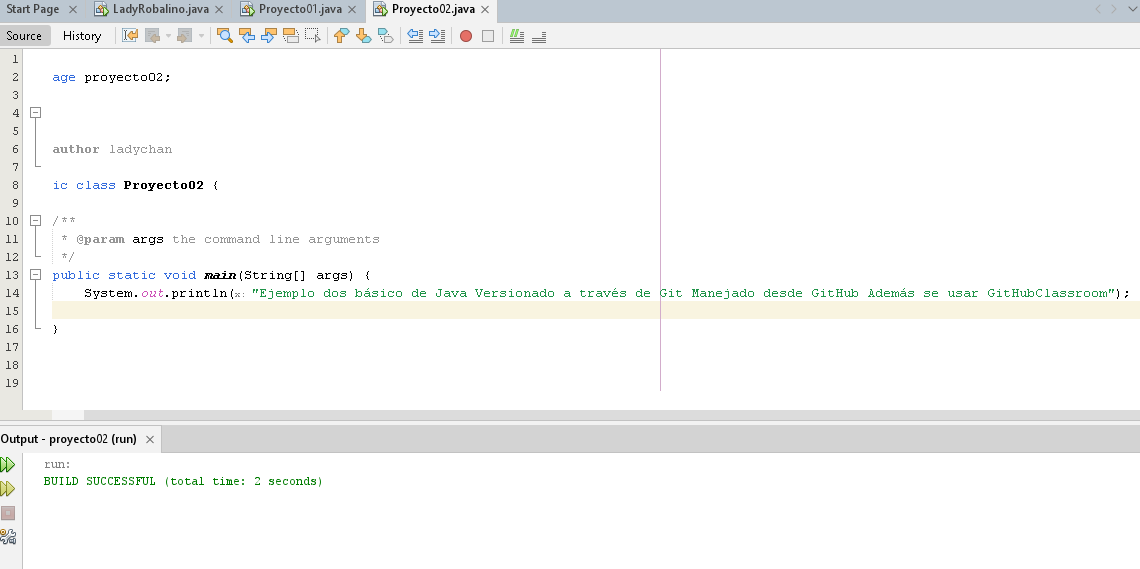 Start Page LadyRobalino.java Proyecto01.java Proyecto02.java
Source History
1
2 age proyecto02;
3
4
5
6 author ladychan
7
8 ic class Proyecto02 {
9
10 /**
11 * @param args the command line arguments
12 */
13 public static void main(String[] args) {
14 System.out.println(x: "Ejemplo dos básico de Java Versionado a través de Git Manejado desde GitHub Además se usar GitHubClassroom");
15
16 }
17
18
19
Output - proyecto02 (run)
run:
BUILD SUCCESSFUL (total time: 2 seconds)